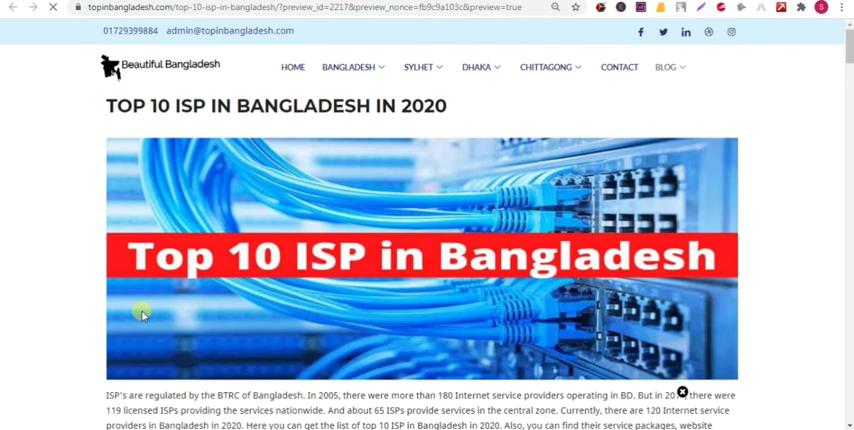 topinbangladesh.com/top-10-isp-in-bangladesh/?preview_id=2217&preview_nonce=fb9c9a103c&preview=true
S
01729399884 admin@topinbangladesh.com
Beautiful Bangladesh
HOME BANGLADESH SYLHET DHAKA CHITTAGONG CONTACT BLOG
TOP 10 ISP IN BANGLADESH IN 2020
Top 10 ISP in Bangladesh
ISP's are regulated by the BTRC of Bangladesh. In 2005, there were more than 180 Internet service providers operating in BD. But in there were
119 licensed ISPs providing the services nationwide. And about 65 ISPs provide services in the central zone. Currently, there are 120 Internet service
providers in Bangladesh in 2020. Here you can get the list of top 10 ISP in Bangladesh in 2020. Also, you can find their service packages, website